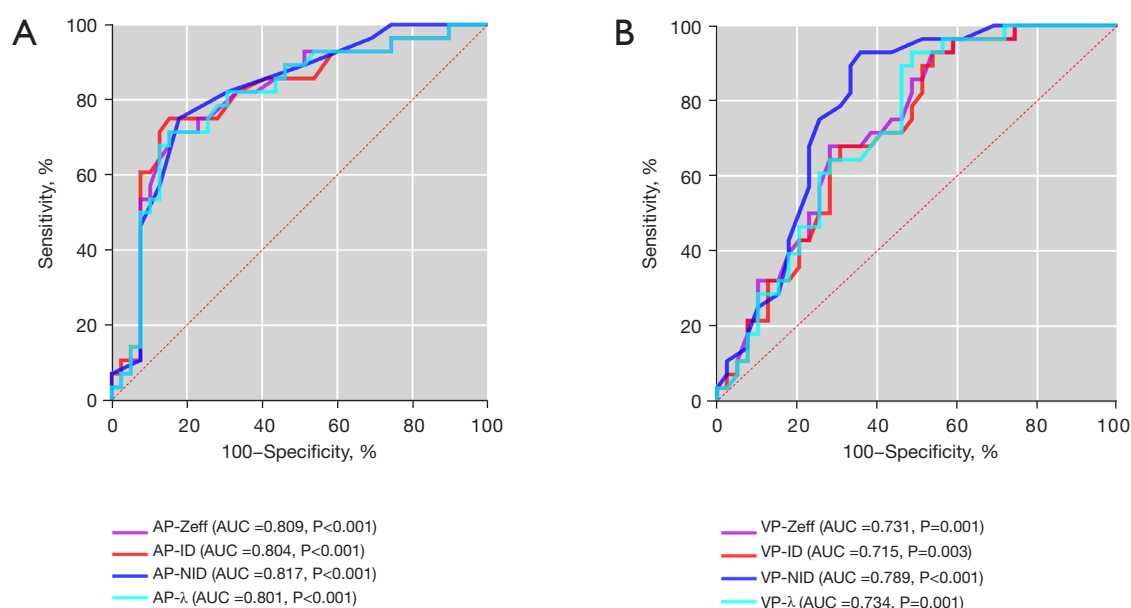 A
100
80
60
40
20
0
Sensitivity, %
0 20 40 60 80 100
100−Specificity, %
AP-Zeff (AUC =0.809, P<0.001)
AP-ID (AUC =0.804, P<0.001)
AP-NID (AUC =0.817, P<0.001)
AP-λ (AUC =0.801, P<0.001)
B
100
80
60
40
20
0
Sensitivity, %
0 20 40 60 80 100
100−Specificity, %
VP-Zeff (AUC =0.731, P=0.001)
VP-ID (AUC =0.715, P=0.003)
VP-NID (AUC =0.789, P<0.001)
VP-λ (AUC =0.734, P=0.001)